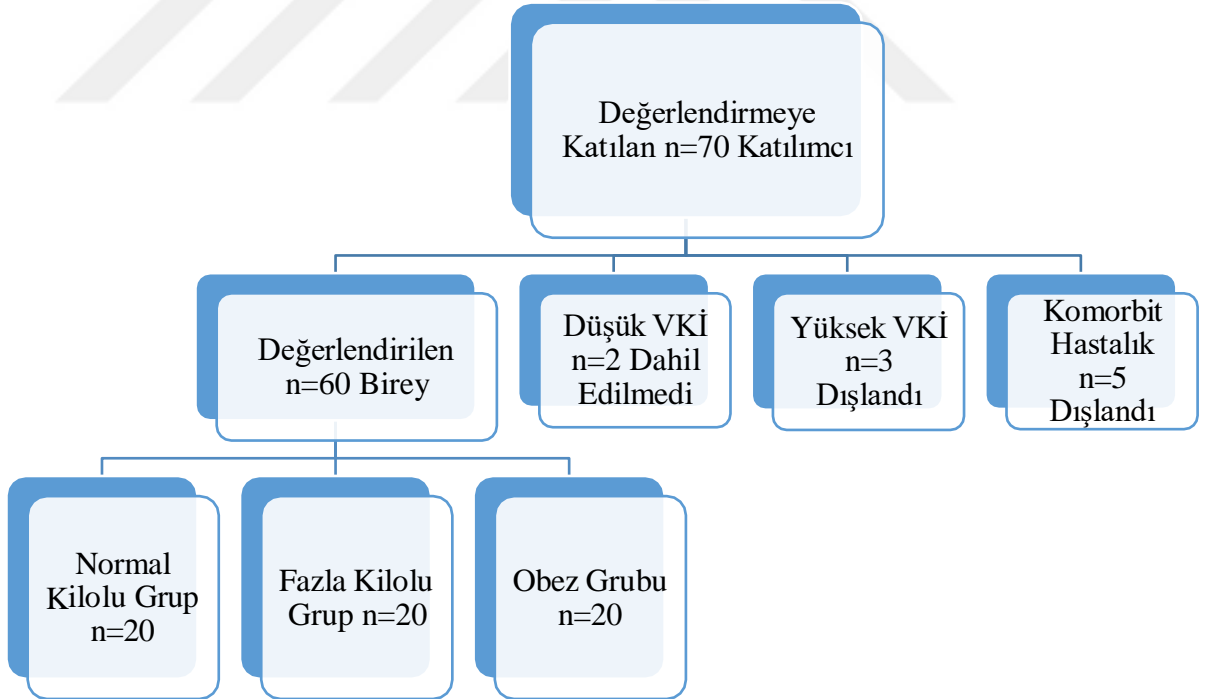 Değerlendirmeye
Katılan n=70 Katılımcı
Değerlendirilen
n=60 Birey
Düşük VKİ
n=2 Dahil
Edilmedi
Yüksek VKİ
n=3
Dışlandı
Komorbit
Hastalık
n=5
Dışlandı
Normal
Kilolu Grup
n=20
Fazla Kilolu
Grup n=20
Obez Grubu
n=20